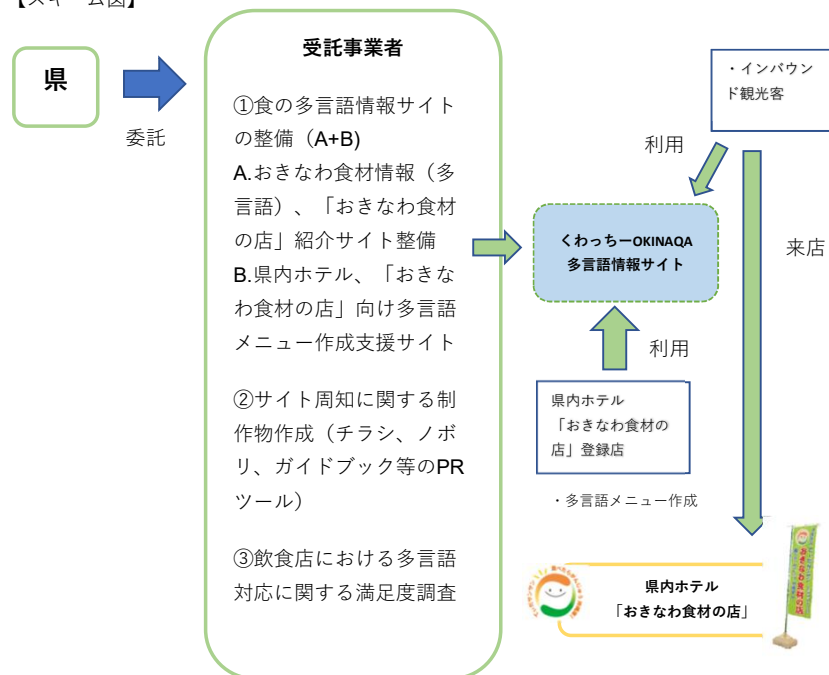 【スキーム図】
県
委託
受託事業者
①食の多言語情報サイト
の整備（A+B)
A.おきなわ食材情報（多
言語）、「おきなわ食材
の店」紹介サイト整備
B.県内ホテル、「おきな
わ食材の店」向け多言語
メニュー作成支援サイト
②サイト周知に関する制
作物作成（チラシ、ノボ
リ、ガイドブック等のPR
ツール）
③飲食店における多言語
対応に関する満足度調査
・インバウン
ド観光客
利用
来店
くわっちーOKINAQA
多言語情報サイト
利用
県内ホテル
「おきなわ食材の
店」登録店
・多言語メニュー作成
県内ホテル
「おきなわ食材の店」
おきなわ食材の店